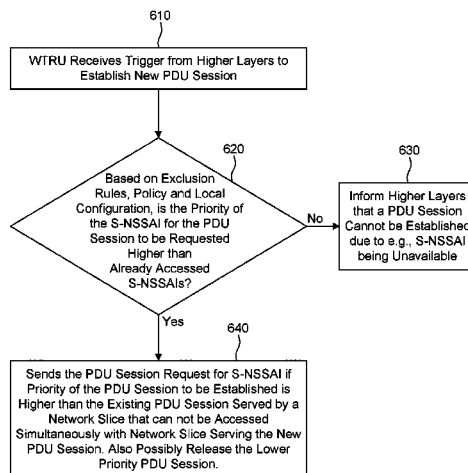 610
WTRU Receives Trigger from Higher Layers to
Establish New PDU Session
620
Based on Exclusion
Rules, Policy and Local
Configuration, is the Priority of
the S-NSSAI for the PDU
Session to be Requested
Higher than
Already Accessed
S-NSSAIs?
No
630
Inform Higher Layers
that a PDU Session
Cannot be Established
due to e.g., S-NSSAI
being Unavailable
Yes
640
Sends the PDU Session Request for S-NSSAI if
Priority of the PDU Session to be Established is
Higher than the Existing PDU Session Served by a
Network Slice that can not be Accessed
Simultaneously with Network Slice Serving the New
PDU Session. Also Possibly Release the Lower
Priority PDU Session.